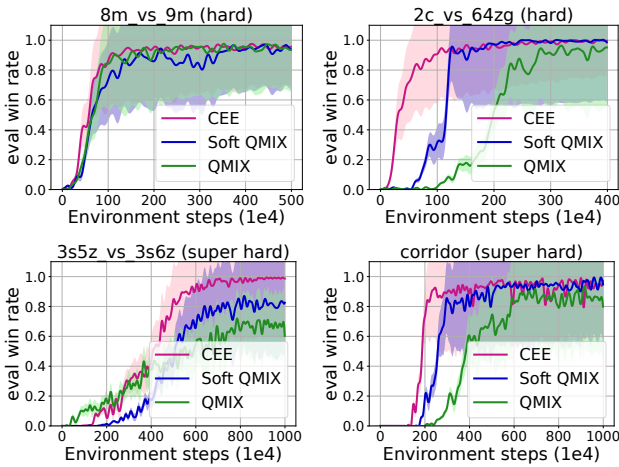 8m_vs_9m (hard)
eval win rate
1.0
0.8
0.6
0.4
0.2
0.0
CEE
Soft QMIX
QMIX
0 100 200 300 400 500
Environment steps (1e4)
2c_vs_64zg (hard)
eval win rate
1.0
0.8
0.6
0.4
0.2
0.0
CEE
Soft QMIX
QMIX
0 100 200 300 400
Environment steps (1e4)
3s5z_vs_3s6z (super hard)
eval win rate
1.0
0.8
0.6
0.4
0.2
0.0
CEE
Soft QMIX
QMIX
0 200 400 600 800 1000
Environment steps (1e4)
corridor (super hard)
eval win rate
1.0
0.8
0.6
0.4
0.2
0.0
CEE
Soft QMIX
QMIX
0 200 400 600 800 1000
Environment steps (1e4)